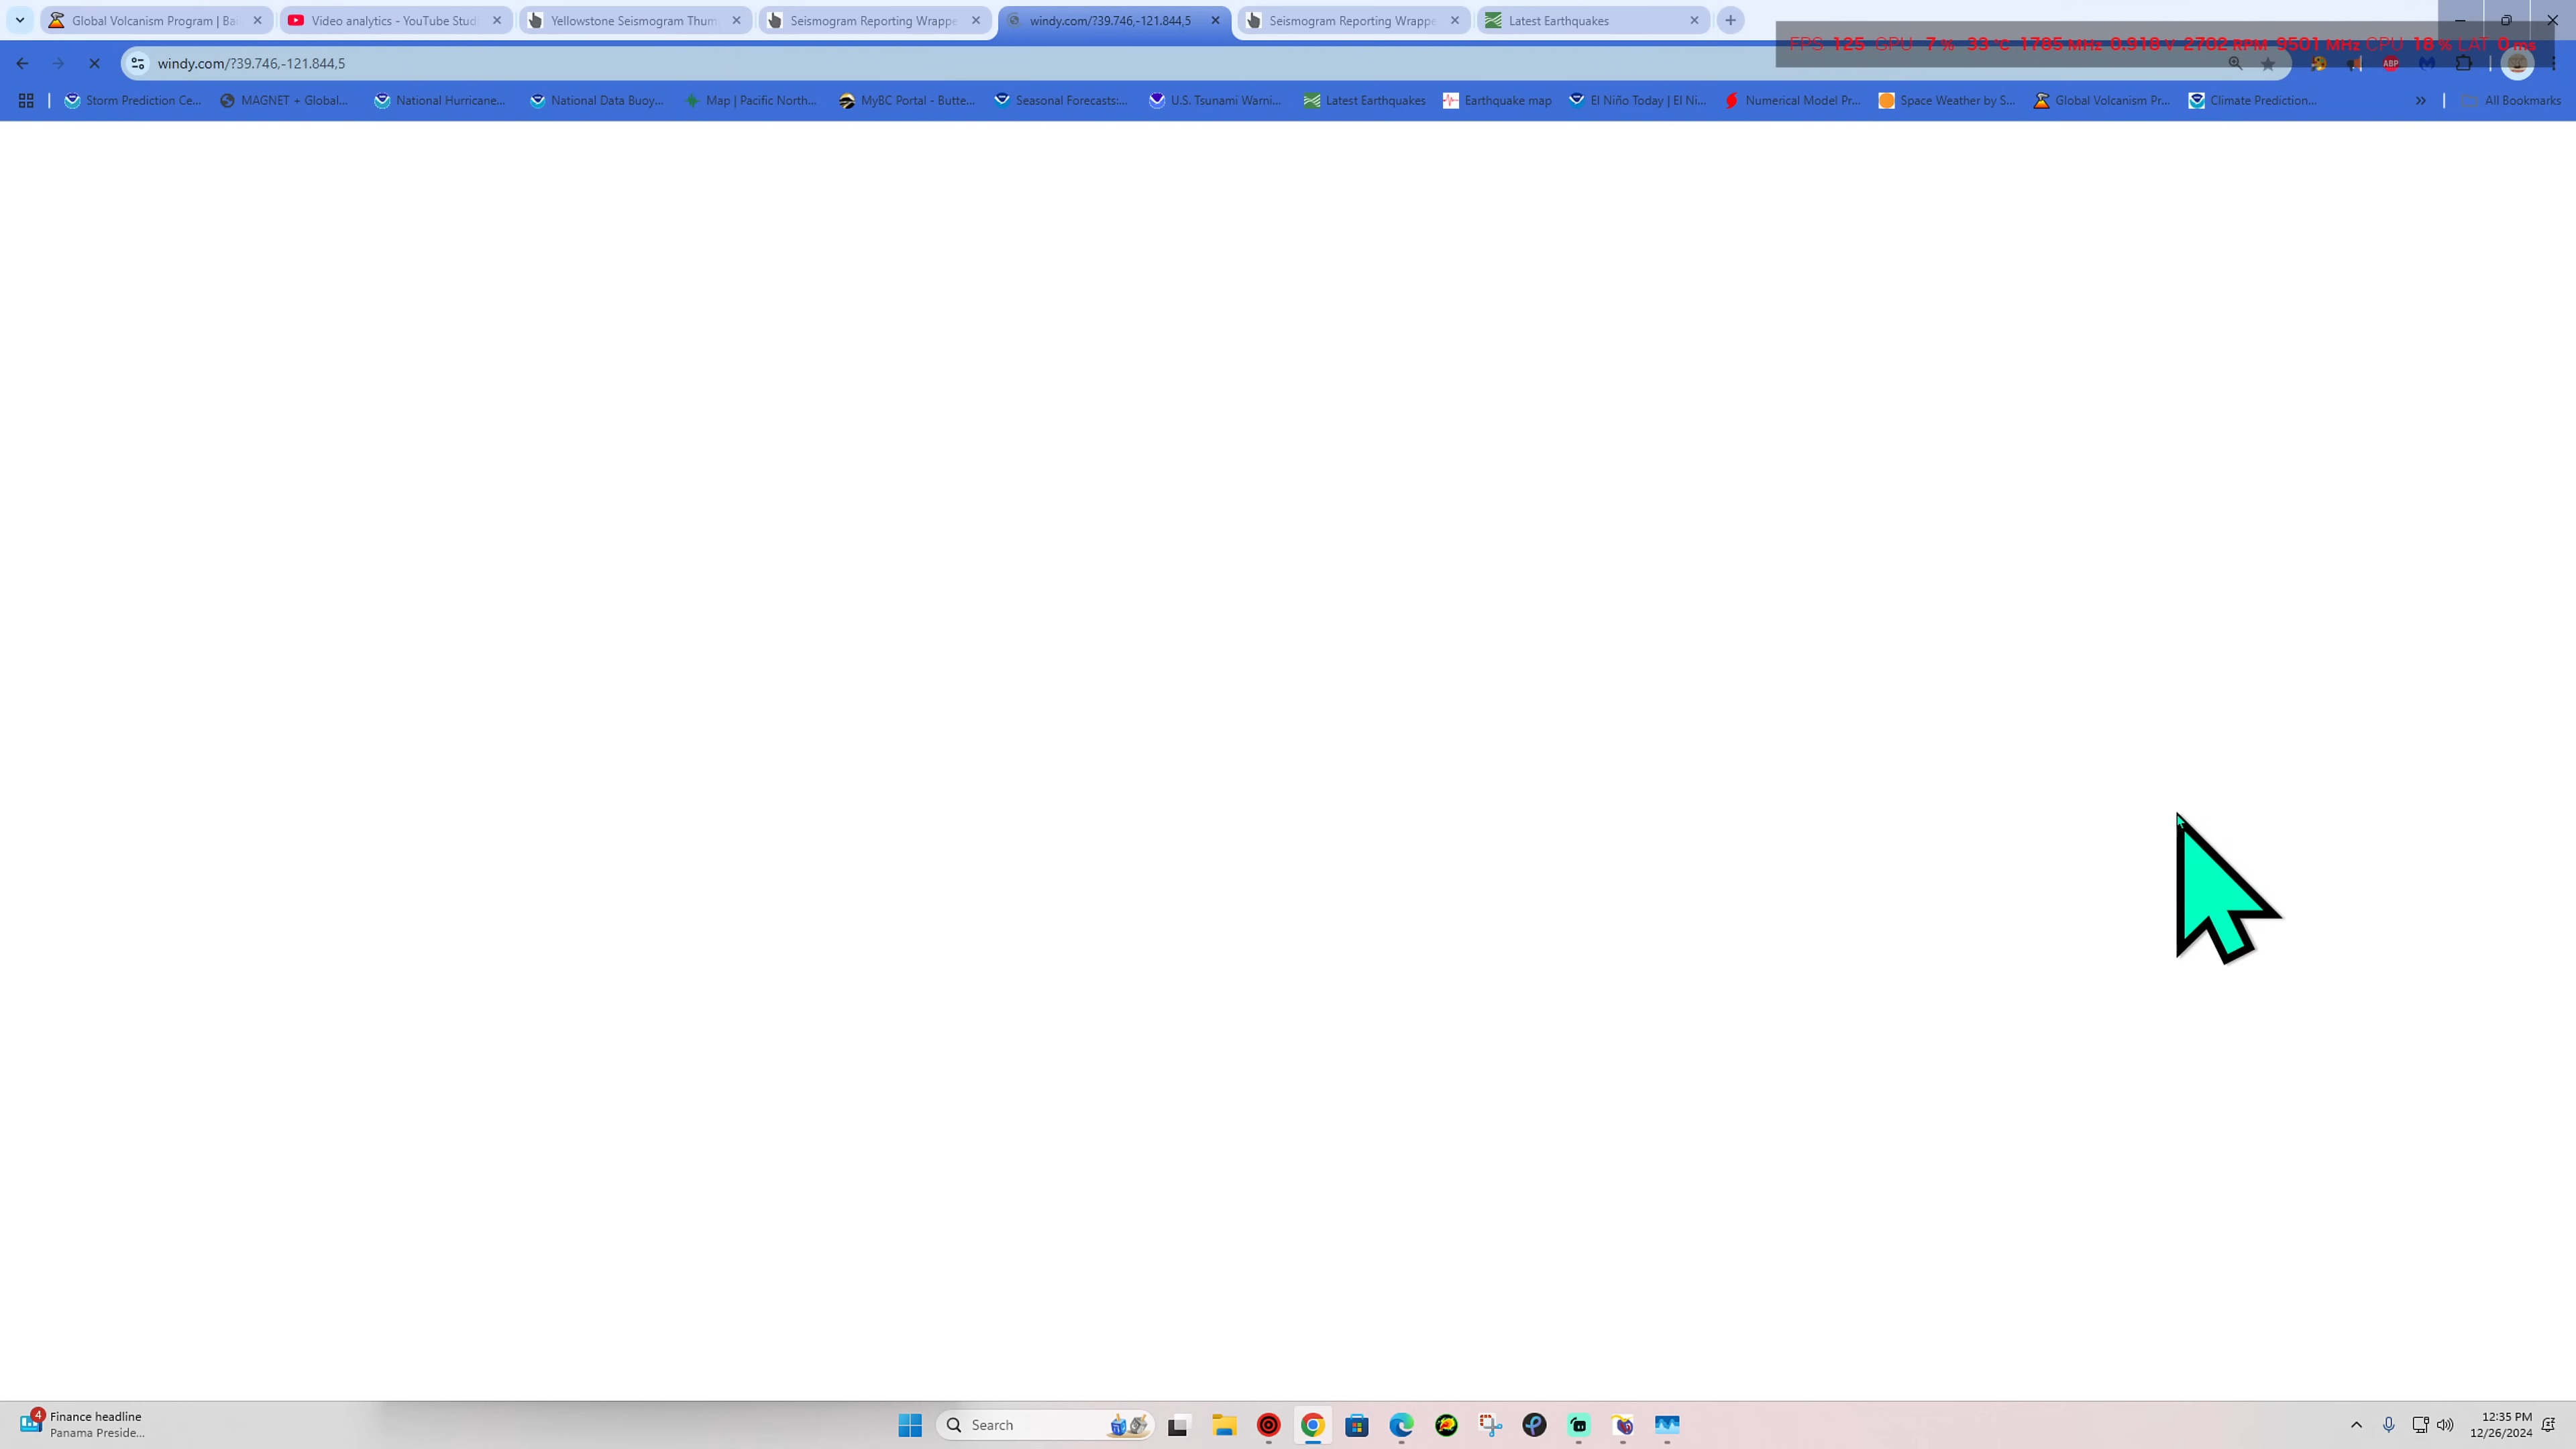 Global Volcanism Program | Bai
Video analytics - YouTube Stud
Yellowstone Seismogram Thum
Seismogram Reporting Wrappe
windy.com/?39.746,-121.844,5
Seismogram Reporting Wrappe
Latest Earthquakes
FPS 125 GPU 7 % 33 °C 1785 MHz 0.918 V 2702 RPM 9501 MHz CPU 18 % LAT 0 ms
windy.com/?39.746,-121.844,5
ABP
Storm Prediction Ce...
MAGNET + Global...
National Hurricane...
National Data Buoy...
Map | Pacific North...
MyBC Portal - Butte...
Seasonal Forecasts:...
U.S. Tsunami Warni...
Latest Earthquakes
Earthquake map
El Niño Today | El Ni...
Numerical Model Pr...
Space Weather by S...
Global Volcanism Pr...
Climate Prediction...
All Bookmarks
4
Finance headline
Panama Preside...
Search
12:35 PM
12/26/2024